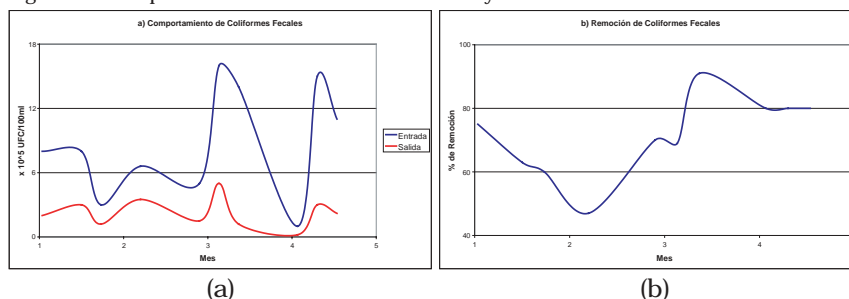 a) Comportamiento de Coliformes Fecales
18
12
6
0
x 10^5 UFC/100ml
1 2 3 4 5
Mes
Entrada
Salida
(a)
b) Remoción de Coliformes Fecales
100
80
60
40
% de Remoción
1 2 3 4
Mes
(b)